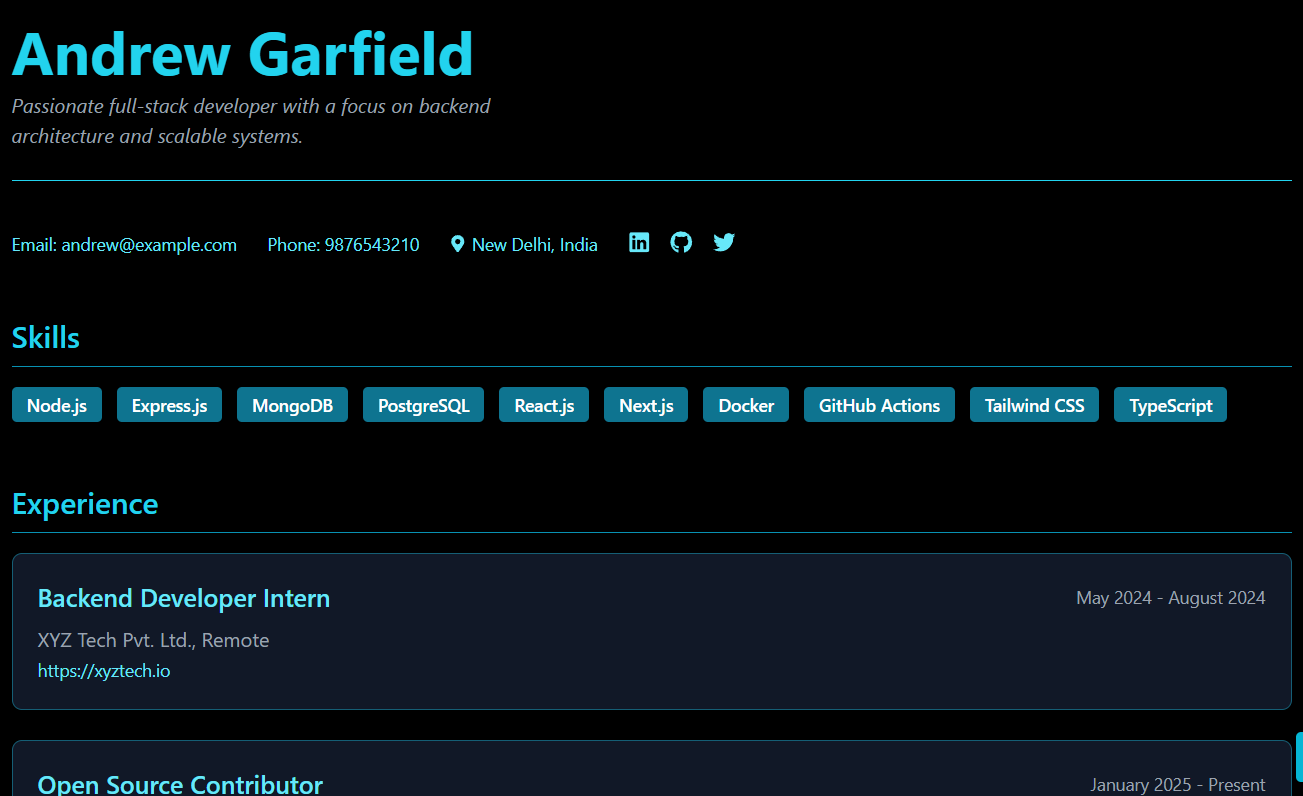 Andrew Garfield
Passionate full-stack developer with a focus on backend
architecture and scalable systems.
Email: andrew@example.com Phone: 9876543210 New Delhi, India
Skills
Node.js Express.js MongoDB PostgreSQL React.js Next.js Docker GitHub Actions Tailwind CSS TypeScript
Experience
Backend Developer Intern May 2024 - August 2024
XYZ Tech Pvt. Ltd., Remote
https://xyztech.io
Open Source Contributor January 2025 - Present